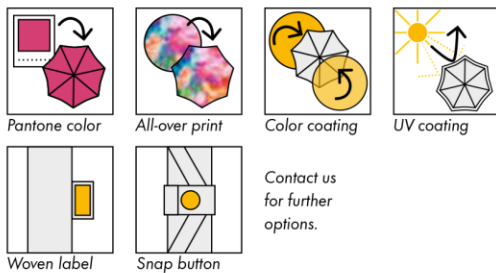 Pantone color
All-over print
Color coating
UV coating
Woven label
Snap button
Contact us
for further
options.